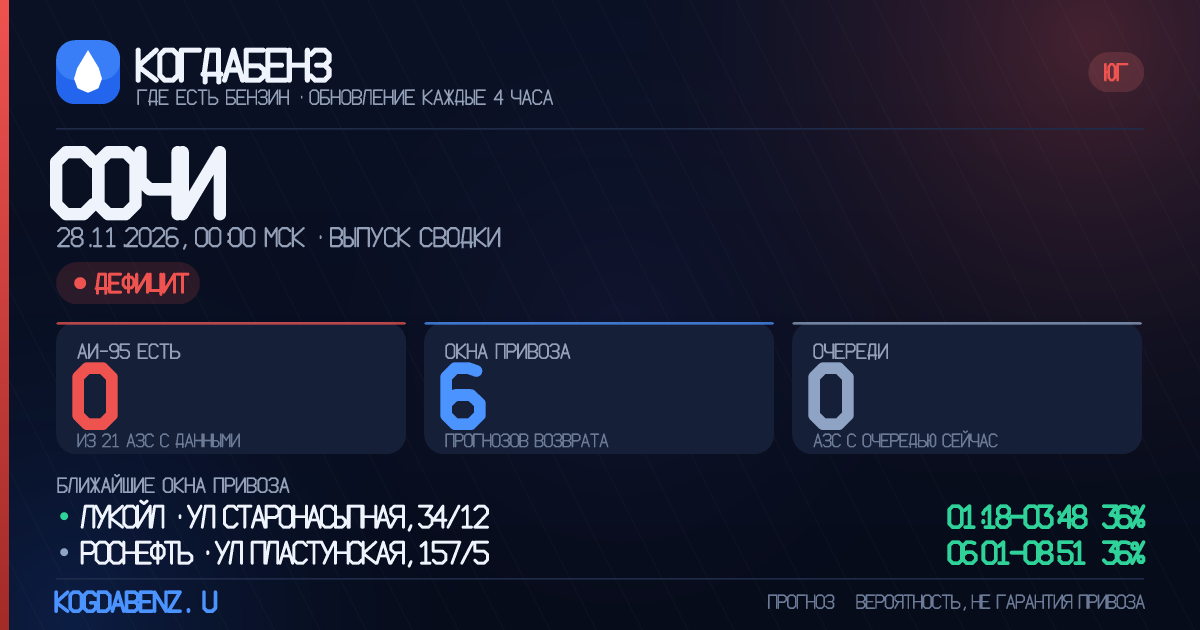 КОГДАБЕНЗ
ГДЕ ЕСТЬ БЕНЗИН · ОБНОВЛЕНИЕ КАЖДЫЕ 4 ЧАСА
ЮГ
СОЧИ
28.11.2026, 00:00 МСК · ВЫПУСК СВОДКИ
• ДЕФИЦИТ
АИ-95 ЕСТЬ
0
ИЗ 21 АЗС С ДАННЫМИ
ОКНА ПРИВОЗА
6
ПРОГНОЗОВ ВОЗВРАТА
ОЧЕРЕДИ
0
АЗС С ОЧЕРЕДЬЮ СЕЙЧАС
БЛИЖАЙШИЕ ОКНА ПРИВОЗА
• ЛУКОЙЛ · УЛ СТАРОНАСЫПНАЯ, 34/12 01:18–03:48 36%
• РОСНЕФТЬ · УЛ ПЛАСТУНСКАЯ, 157/5 06:01–08:51 36%
KOGDABENZ. U
ПРОГНОЗ ВЕРОЯТНОСТЬ, НЕ ГАРАНТИЯ ПРИВОЗА